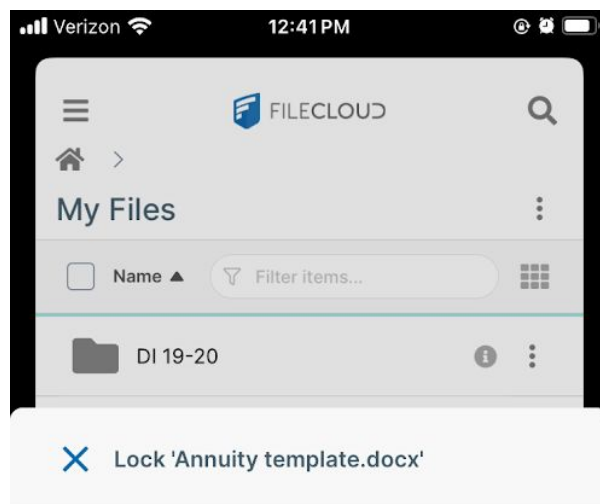 Verizon 12:41 PM
FILECLOUD
My Files
Name ▲ Filter items...
DI 19-20
Lock 'Annuity template.docx'